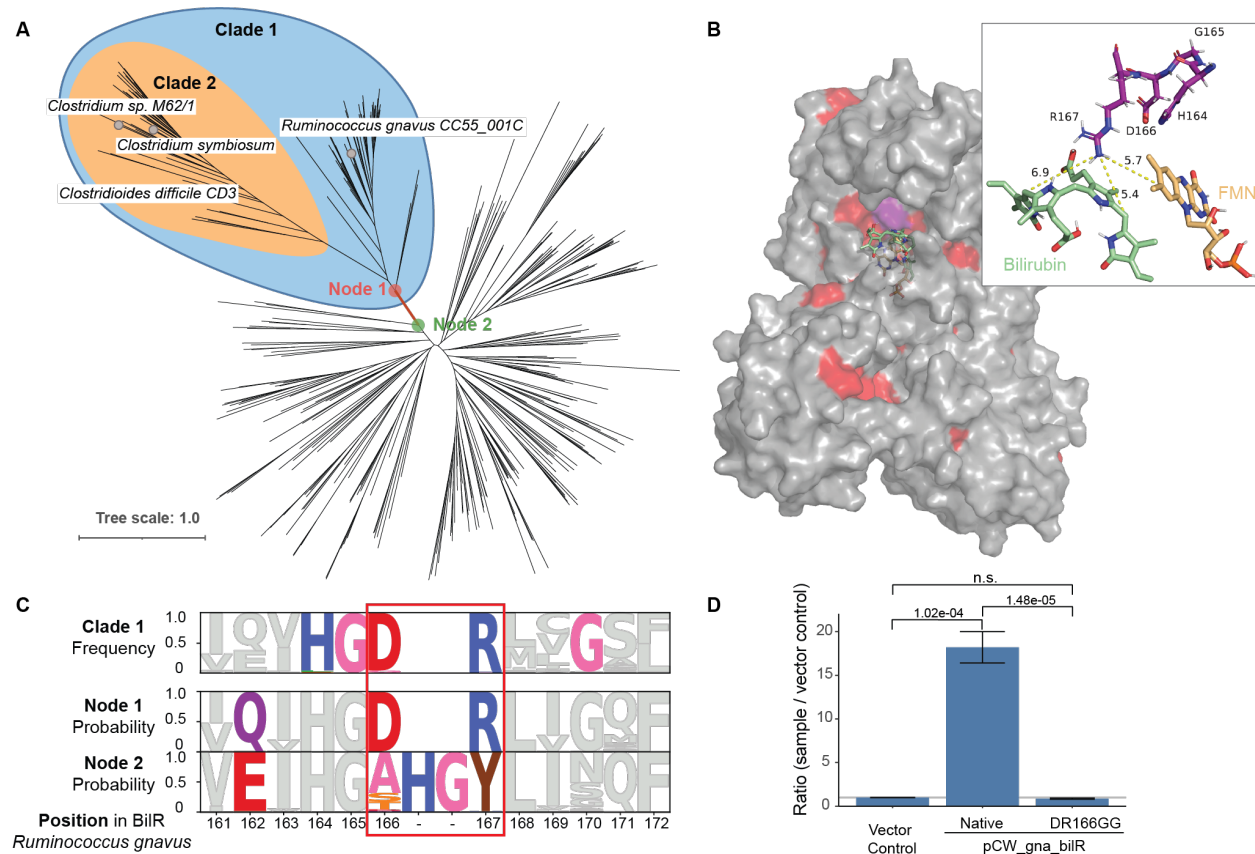 A
Clade 1
Clade 2
Clostridium sp. M62/1
Clostridium symbiosum
Clostridioides difficile CD3
Ruminococcus gnavus CC55_001C
Node 1
Node 2
Tree scale: 1.0
B
G165
R167
D166
H164
6.9
5.7
5.4
FMN
Bilirubin
C
Clade 1
Frequency
1.0
0.5
0
H G D R G
Node 1
Probability
1.0
0.5
0
Q I H G D R L I G F
Node 2
Probability
1.0
0.5
0
V E I H G A H G Y L I Q F
Position in BilR
Ruminococcus gnavus
161 162 163 164 165 166 - - 167 168 169 170 171 172
D
n.s.
1.02e-04
1.48e-05
Ratio (sample / vector control)
20
15
10
5
0
Vector
Control
Native
DR166GG
pCW_gna_bilR